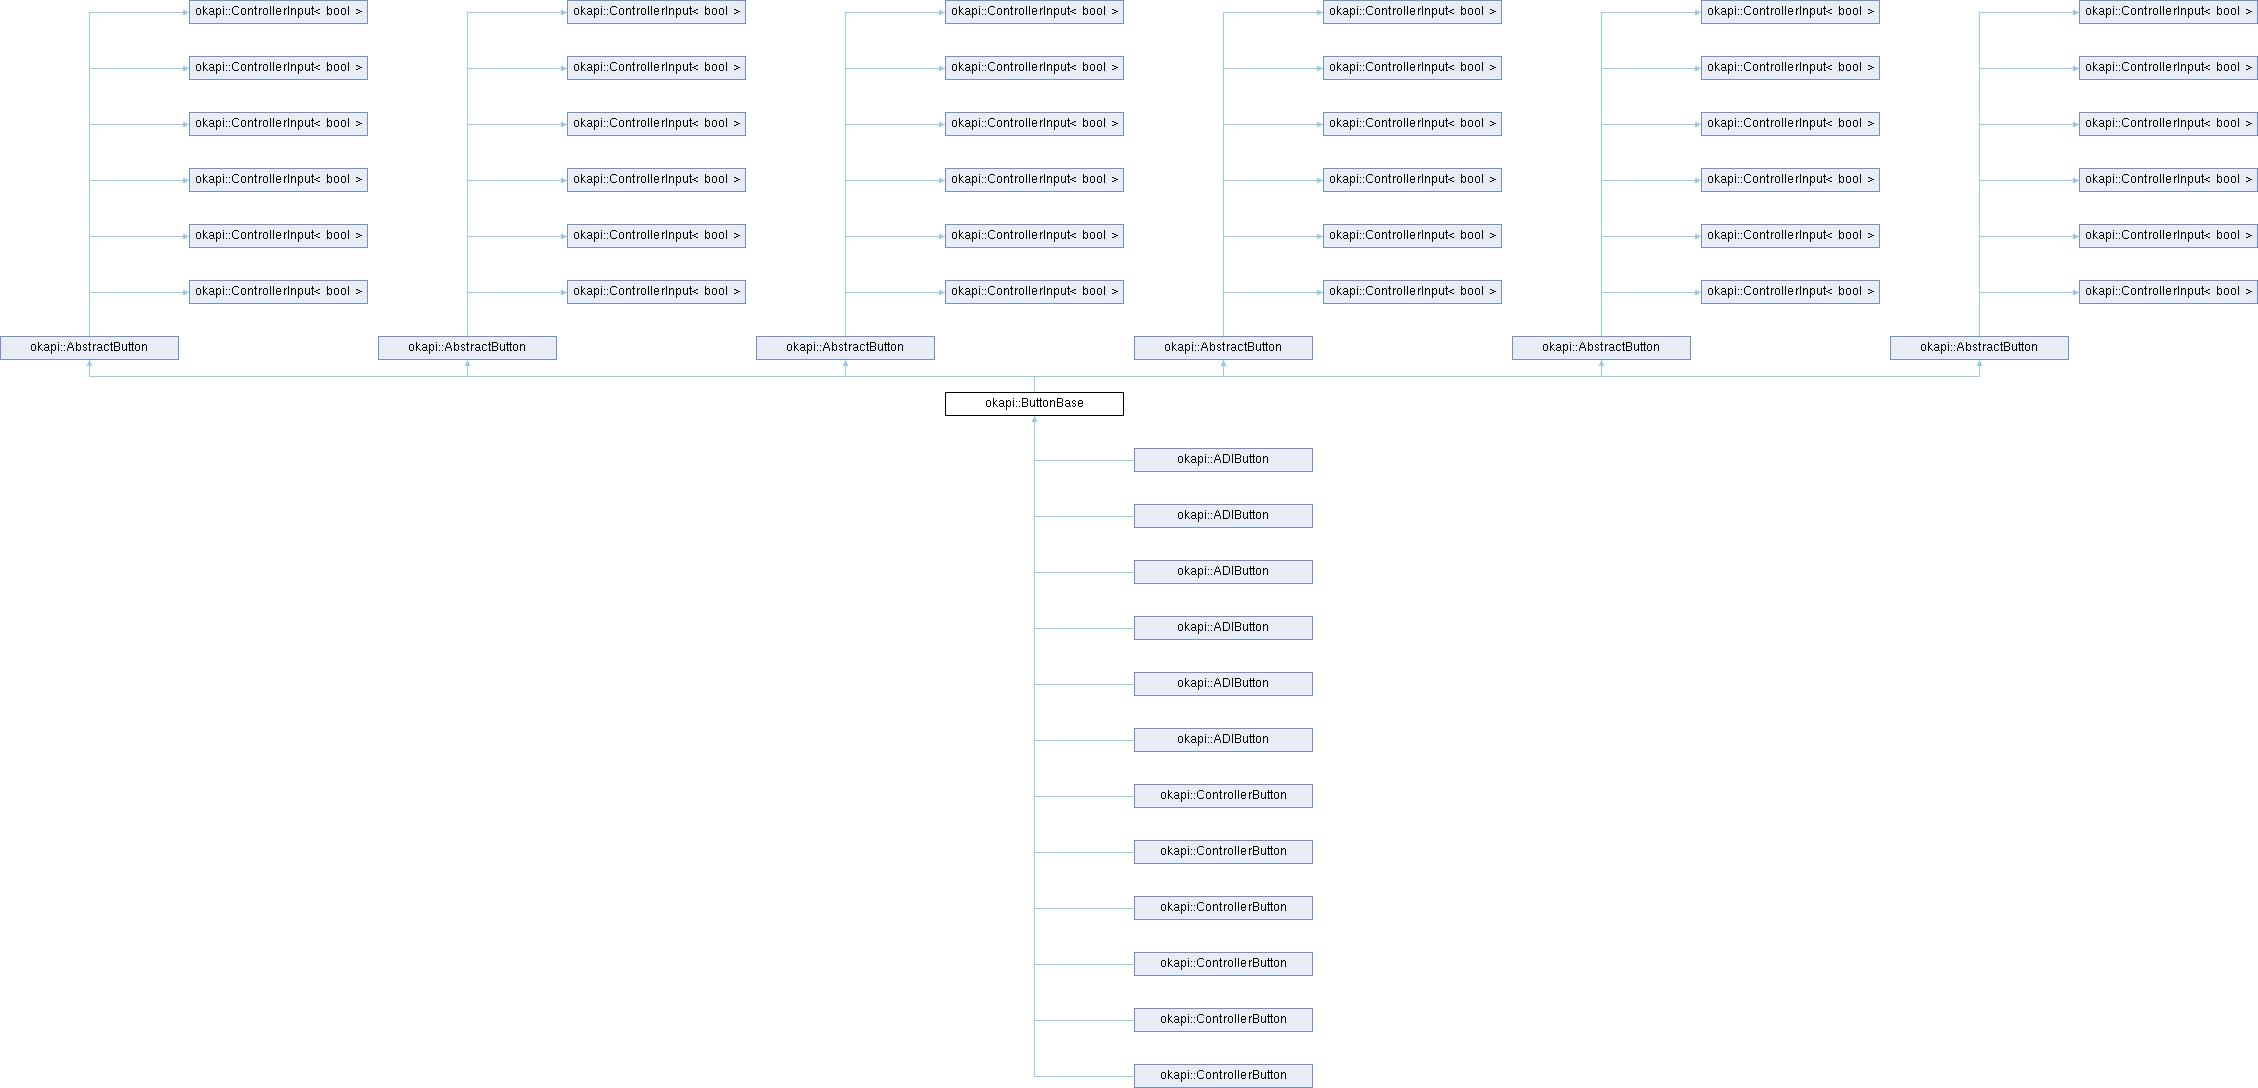 okapi::ControllerInput< bool > okapi::ControllerInput< bool > okapi::ControllerInput< bool > okapi::ControllerInput< bool > okapi::ControllerInput< bool > okapi::ControllerInput< bool >
okapi::ControllerInput< bool > okapi::ControllerInput< bool > okapi::ControllerInput< bool > okapi::ControllerInput< bool > okapi::ControllerInput< bool > okapi::ControllerInput< bool >
okapi::ControllerInput< bool > okapi::ControllerInput< bool > okapi::ControllerInput< bool > okapi::ControllerInput< bool > okapi::ControllerInput< bool > okapi::ControllerInput< bool >
okapi::ControllerInput< bool > okapi::ControllerInput< bool > okapi::ControllerInput< bool > okapi::ControllerInput< bool > okapi::ControllerInput< bool > okapi::ControllerInput< bool >
okapi::ControllerInput< bool > okapi::ControllerInput< bool > okapi::ControllerInput< bool > okapi::ControllerInput< bool > okapi::ControllerInput< bool > okapi::ControllerInput< bool >
okapi::ControllerInput< bool > okapi::ControllerInput< bool > okapi::ControllerInput< bool > okapi::ControllerInput< bool > okapi::ControllerInput< bool > okapi::ControllerInput< bool >
okapi::AbstractButton okapi::AbstractButton okapi::AbstractButton okapi::AbstractButton okapi::AbstractButton okapi::AbstractButton
okapi::ButtonBase
okapi::ADIButton
okapi::ADIButton
okapi::ADIButton
okapi::ADIButton
okapi::ADIButton
okapi::ADIButton
okapi::ControllerButton
okapi::ControllerButton
okapi::ControllerButton
okapi::ControllerButton
okapi::ControllerButton
okapi::ControllerButton